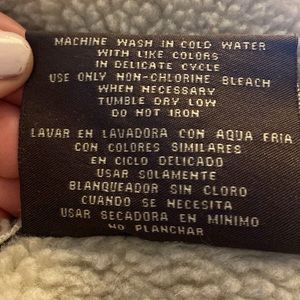 MACHINE WASH IN COLD WATER
WITH LIKE COLORS
IN DELICATE CYCLE
USE ONLY NON-CHLORINE BLEACH
WHEN NECESSARY
TUMBLE DRY LOW
DO NOT IRON
LAVAR EN LAVADORA CON AQUA FRIA
CON COLORES SIMILARES
EN CICLO DELICADO
USAR SOLAMENTE
BLANQUEADOR SIN CLORO
CUANDO SE NECESITA
USAR SECADORA EN MINIMO
NO PLANCHAR